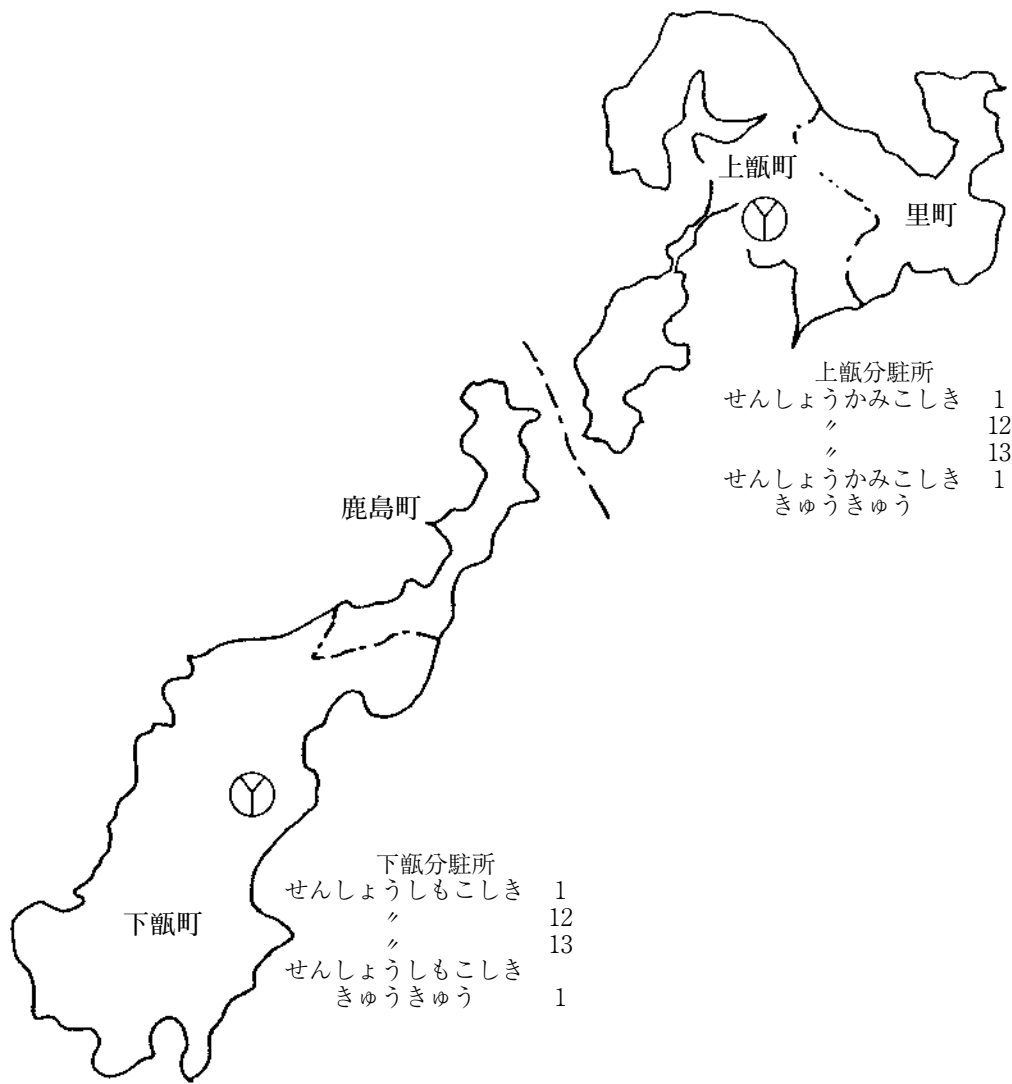 上甑町
里町
上甑分駐所
せんしょうかみこしき 1
〃 12
〃 13
せんしょうかみこしき 1
きゅうきゅう
鹿島町
下甑分駐所
せんしょうしもこしき 1
〃 12
〃 13
せんしょうしもこしき
きゅうきゅう 1
下甑町